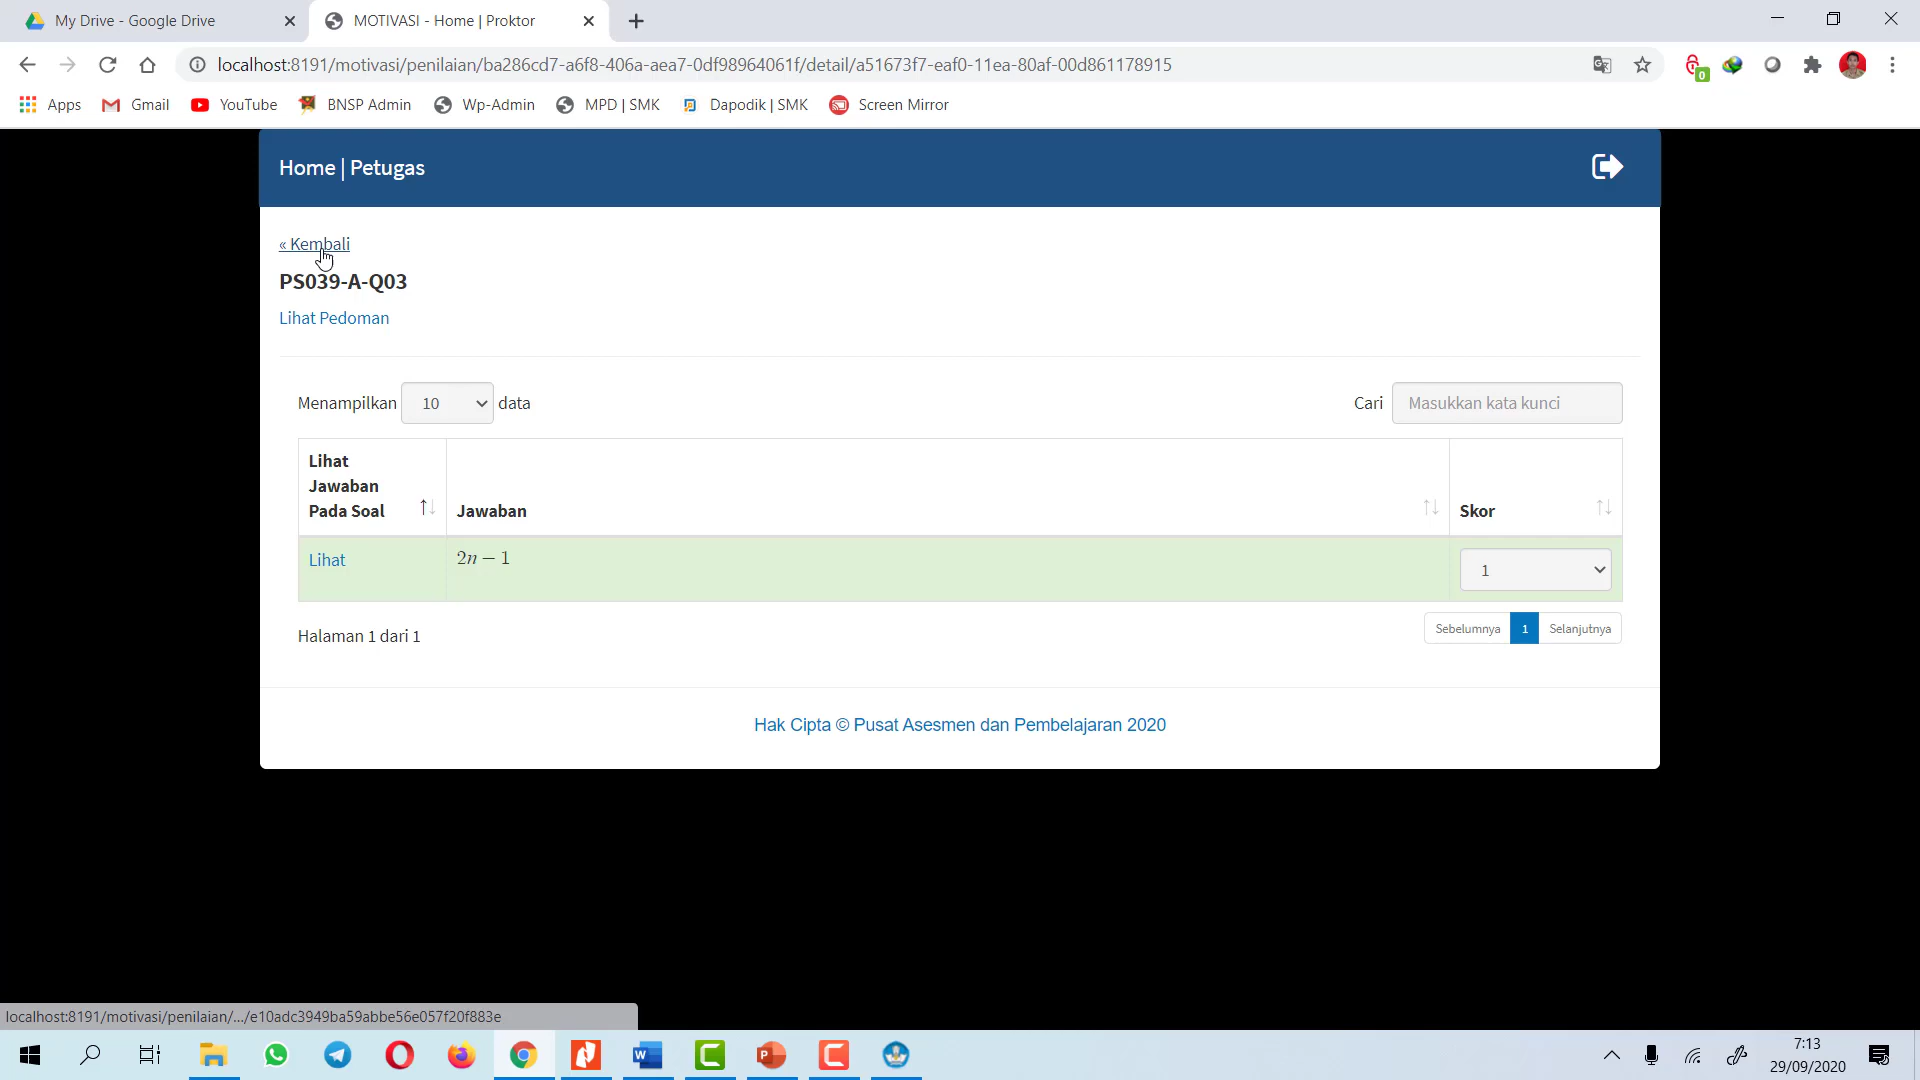 My Drive - Google Drive
MOTIVASI - Home | Proktor
localhost:8191/motivasi/penilaian/ba286cd7-a6f8-406a-aea7-0df98964061f/detail/a51673f7-eaf0-11ea-80af-00d861178915
0
Apps
Gmail
YouTube
BNSP Admin
Wp-Admin
MPD | SMK
Dapodik | SMK
Screen Mirror
Home | Petugas
« Kembali
PS039-A-Q03
Lihat Pedoman
Menampilkan 10 data
Cari Masukkan kata kunci
Lihat
Jawaban
Pada Soal
Jawaban
Skor
Lihat
2n − 1
1
Halaman 1 dari 1
Sebelumnya 1 Selanjutnya
Hak Cipta © Pusat Asesmen dan Pembelajaran 2020
localhost:8191/motivasi/penilaian/.../e10adc3949ba59abbe56e057f20f883e
7:13
29/09/2020